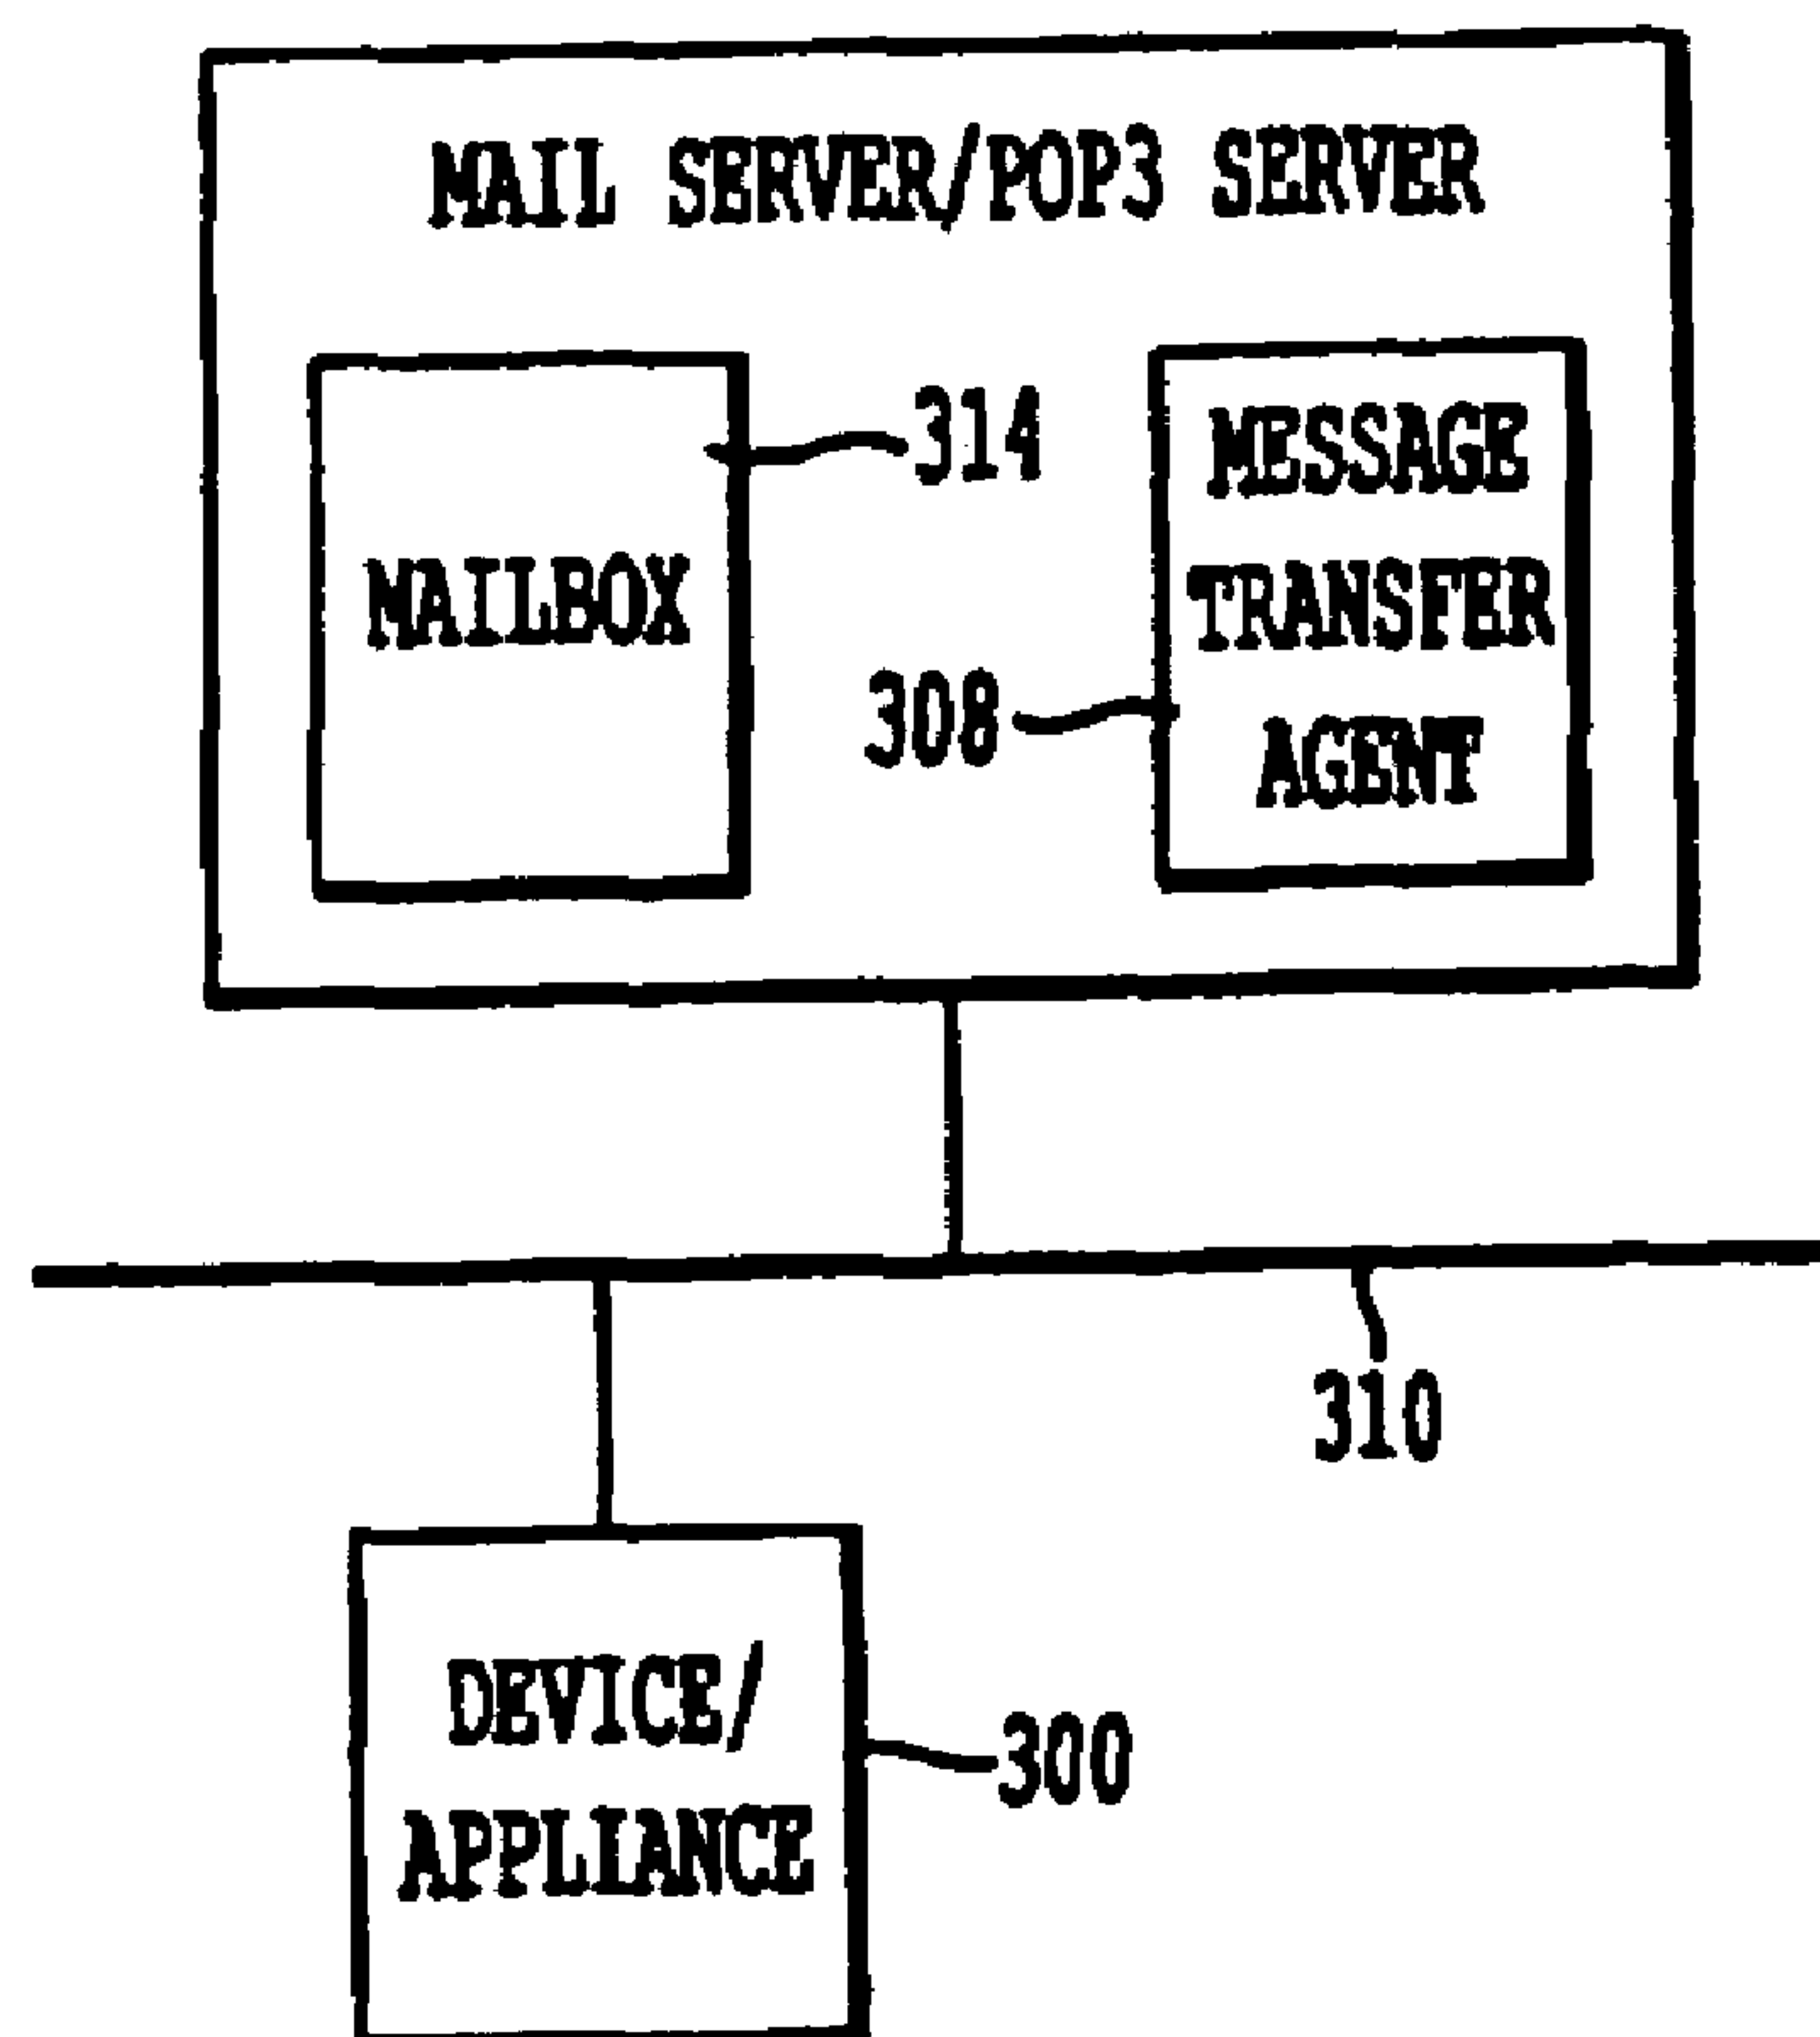 MAIL SERVER/POP3 SERVER
314
MESSAGE
MAILBOX
TRANSFER
308
AGENT
310
DEVICE/
300
APPLIANCE